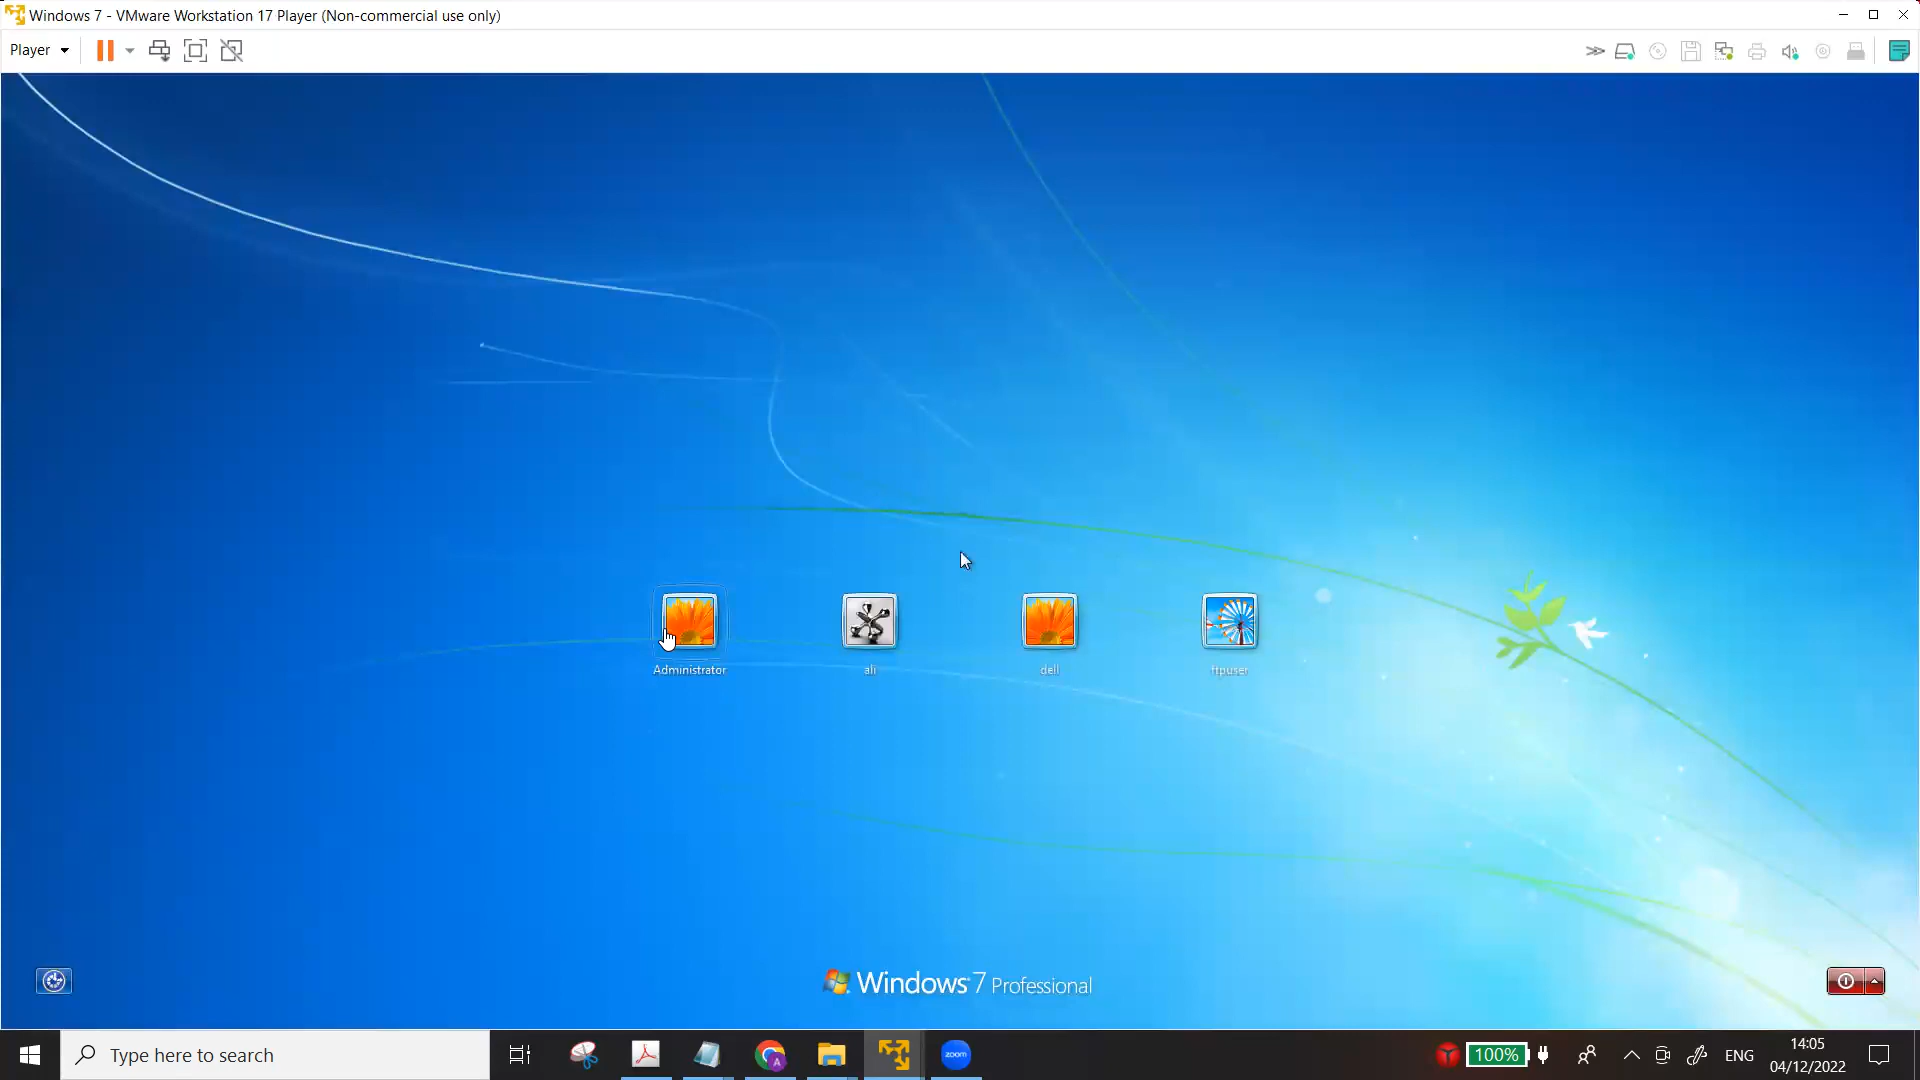 Windows 7 - VMware Workstation 17 Player (Non-commercial use only)
Player
Administrator
ali
dell
ftpuser
Windows 7 Professional
Type here to search
zoom
100%
ENG
14:05
04/12/2022